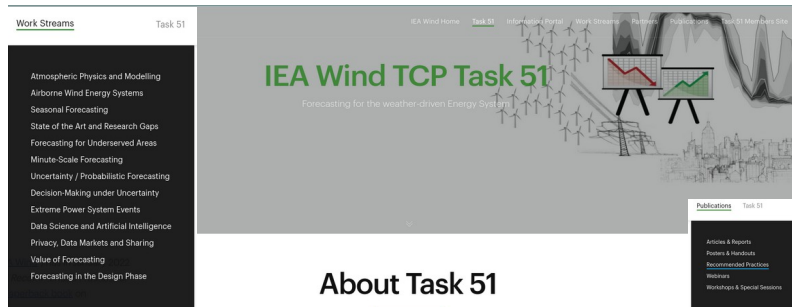 Work Streams Task 51
Atmospheric Physics and Modelling
Airborne Wind Energy Systems
Seasonal Forecasting
State of the Art and Research Gaps
Forecasting for Underserved Areas
Minute-Scale Forecasting
Uncertainty / Probabilistic Forecasting
Decision-Making under Uncertainty
Extreme Power System Events
Data Science and Artificial Intelligence
Privacy, Data Markets and Sharing
Value of Forecasting
Forecasting in the Design Phase
IEA Wind Home Task 51 Information Portal Work Streams Partners Publications Task 51 Members Site
IEA Wind TCP Task 51
Forecasting for the weather-driven Energy System
About Task 51
Publications Task 51
Articles & Reports
Posters & Handouts
Recommended Practices
Webinars
Workshops & Special Sessions